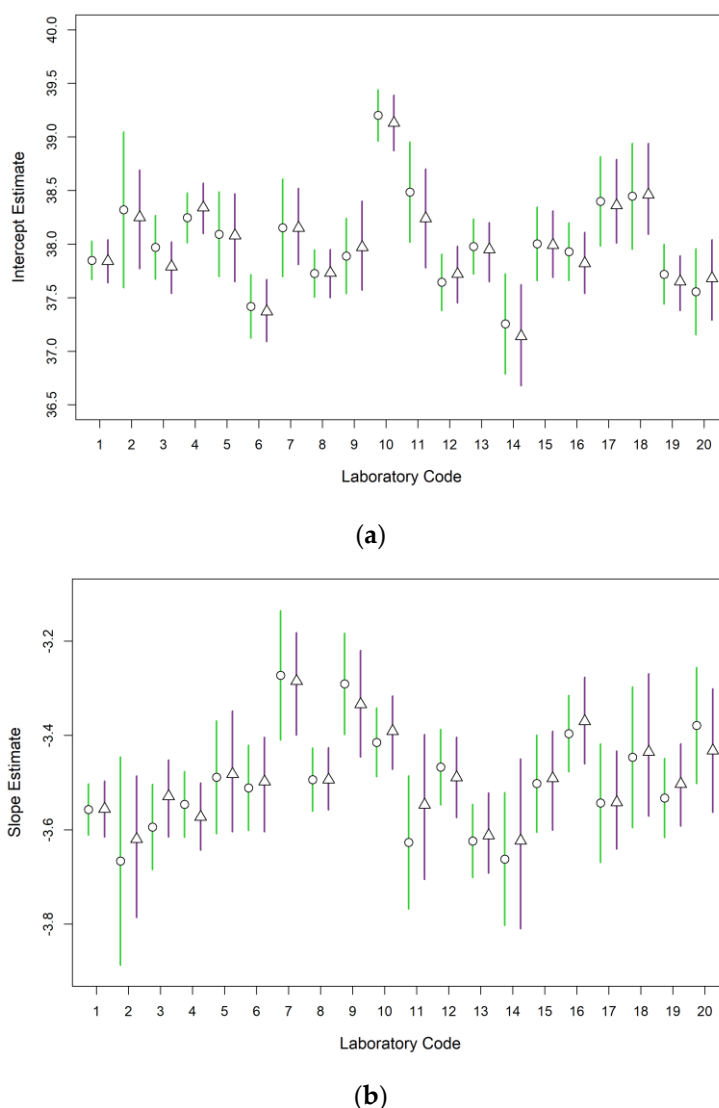 40.0
39.5
39.0
38.5
38.0
37.5
37.0
36.5
Intercept Estimate
1 2 3 4 5 6 7 8 9 10 11 12 13 14 15 16 17 18 19 20
Laboratory Code
(a)
-3.2
-3.4
-3.6
-3.8
Slope Estimate
1 2 3 4 5 6 7 8 9 10 11 12 13 14 15 16 17 18 19 20
Laboratory Code
(b)